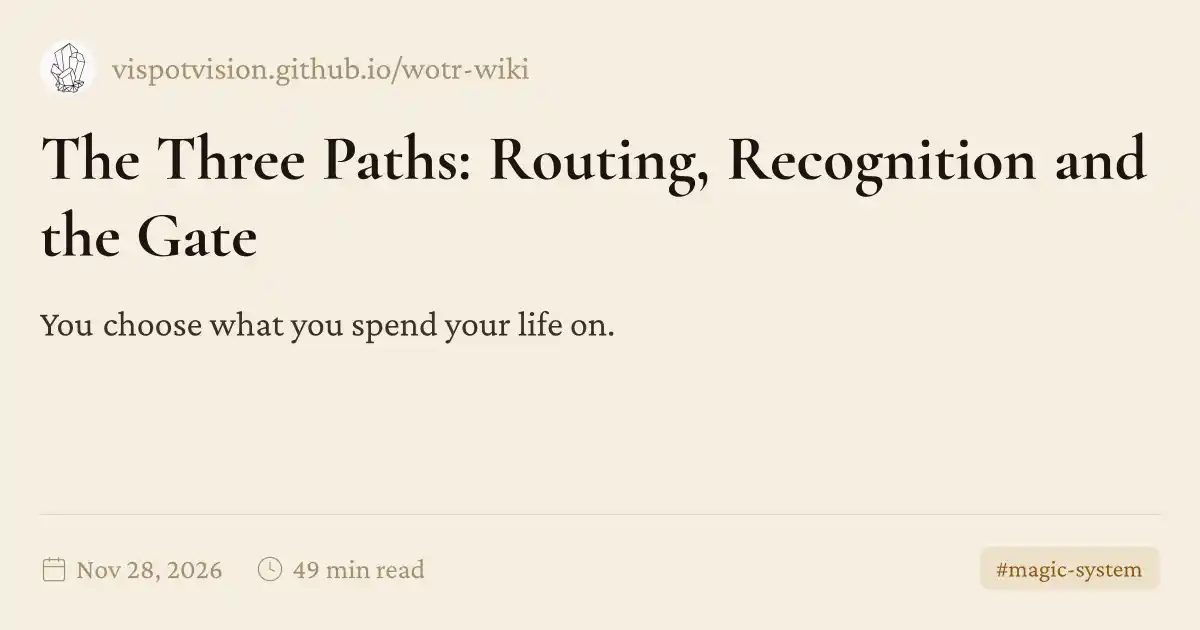 vispotvision.github.io/wotr-wiki
The Three Paths: Routing, Recognition and
the Gate
You choose what you spend your life on.
Nov 28, 2026
49 min read
#magic-system